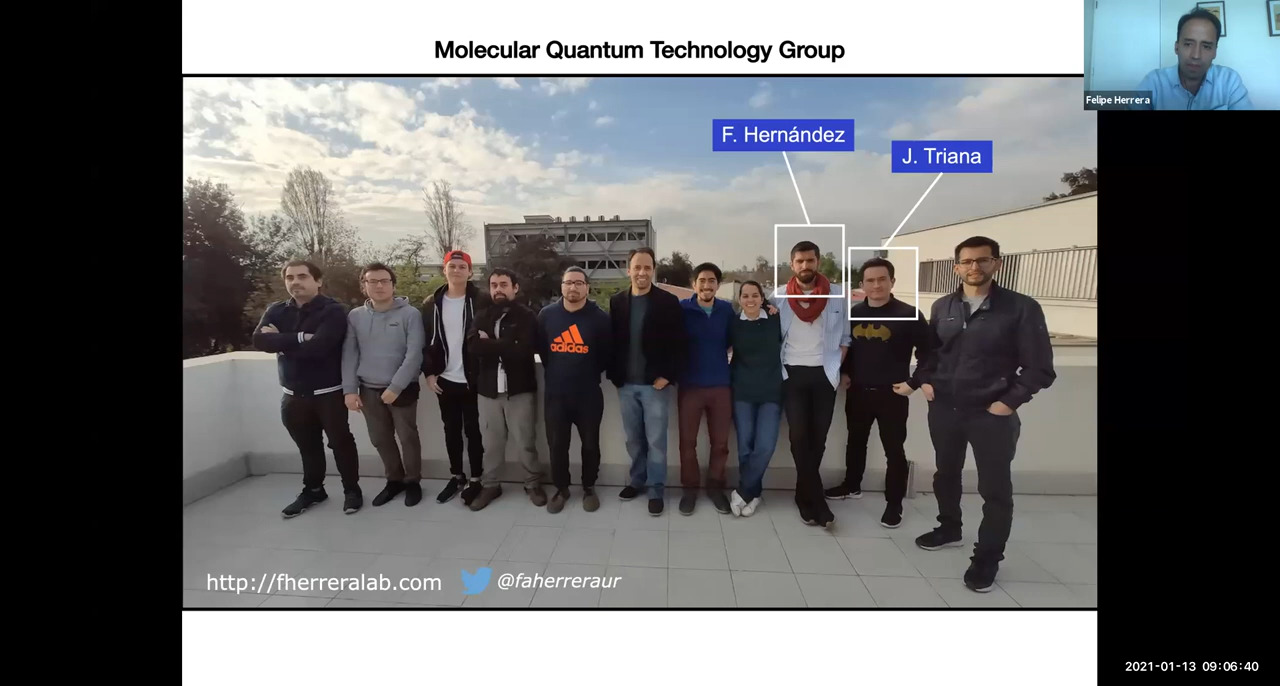 Molecular Quantum Technology Group
Felipe Herrera
F. Hernández
J. Triana
adidas
http://fherreralab.com
@faherreraur
2021-01-13 09:06:40